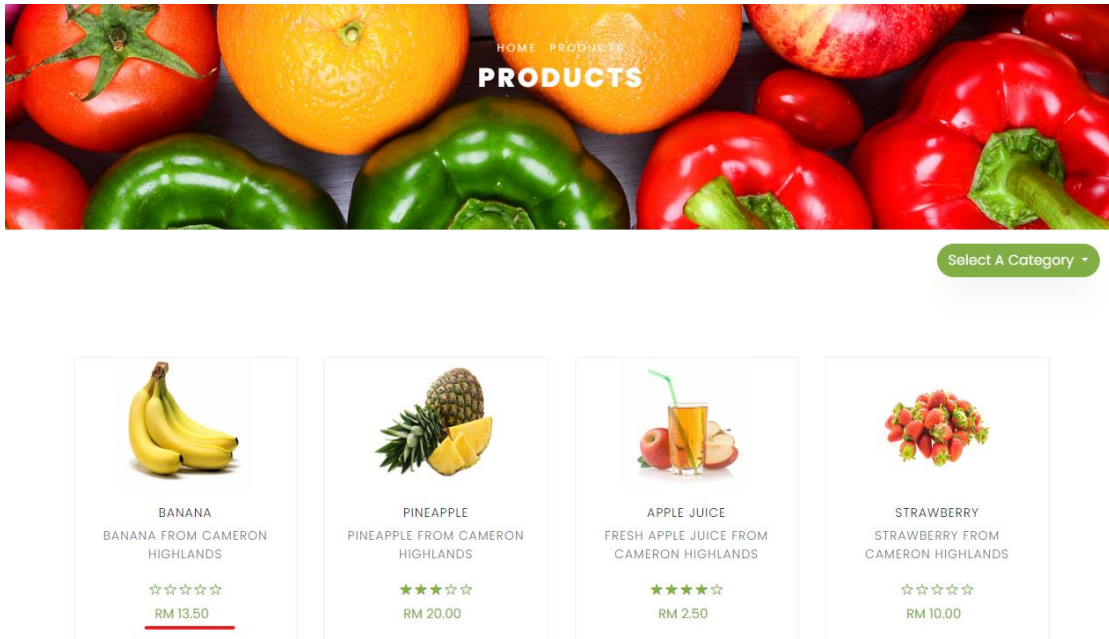 HOME PRODUCTS
PRODUCTS
Select A Category
BANANA
BANANA FROM CAMERON
HIGHLANDS
RM 13.50
PINEAPPLE
PINEAPPLE FROM CAMERON
HIGHLANDS
RM 20.00
APPLE JUICE
FRESH APPLE JUICE FROM
CAMERON HIGHLANDS
RM 2.50
STRAWBERRY
STRAWBERRY FROM
CAMERON HIGHLANDS
RM 10.00